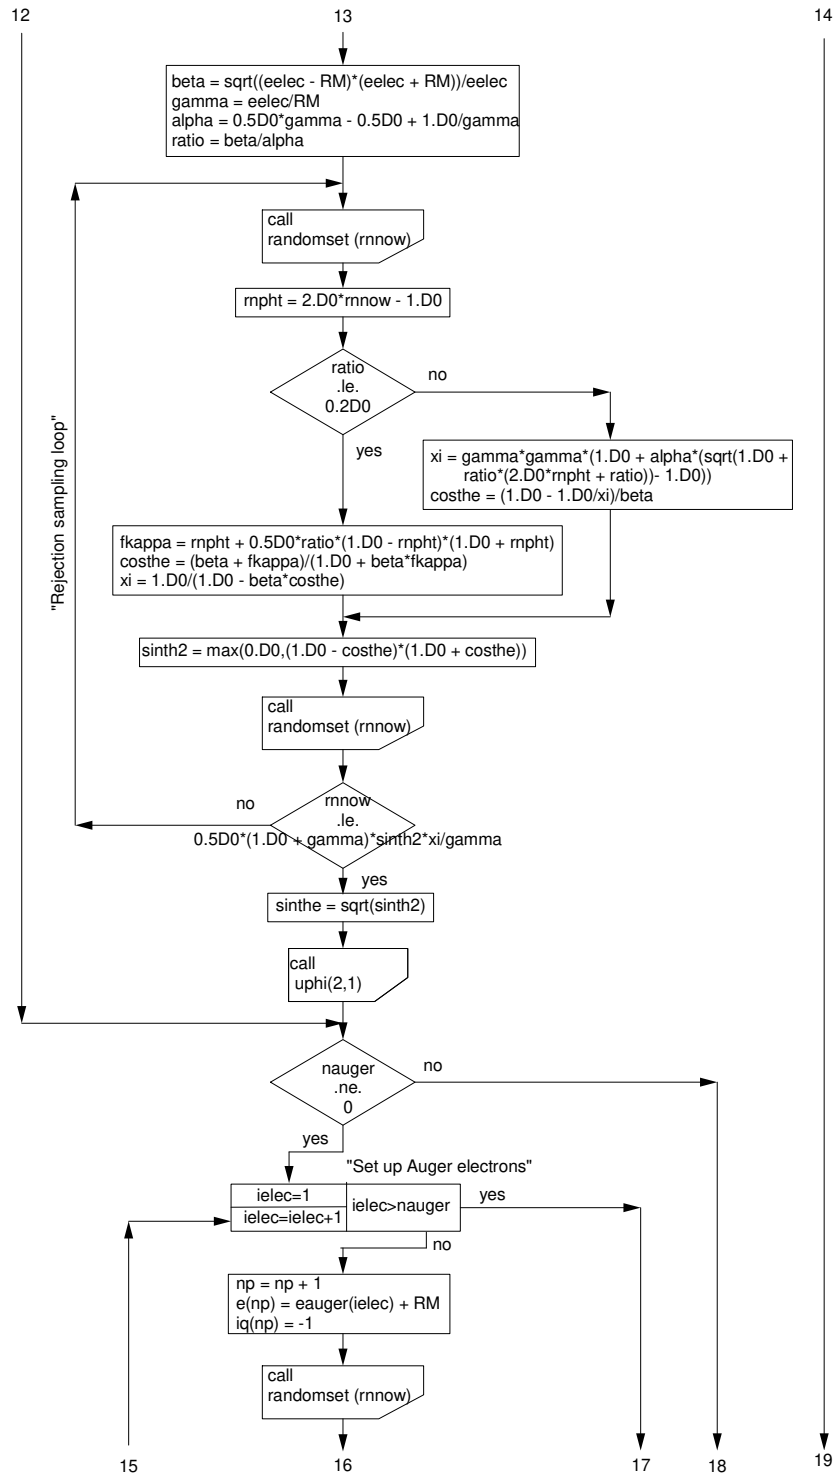 12
13
14
beta = sqrt((eelec - RM)*(eelec + RM))/eelec
gamma = eelec/RM
alpha = 0.5D0*gamma - 0.5D0 + 1.D0/gamma
ratio = beta/alpha
call
randomset (rnnow)
rnpht = 2.D0*rnnow - 1.D0
ratio
.le.
0.2D0
no
yes
"Rejection sampling loop"
xi = gamma*gamma*(1.D0 + alpha*(sqrt(1.D0 +
ratio*(2.D0*rnpht + ratio))- 1.D0))
costhe = (1.D0 - 1.D0/xi)/beta
fkappa = rnpht + 0.5D0*ratio*(1.D0 - rnpht)*(1.D0 + rnpht)
costhe = (beta + fkappa)/(1.D0 + beta*fkappa)
xi = 1.D0/(1.D0 - beta*costhe)
sinth2 = max(0.D0,(1.D0 - costhe)*(1.D0 + costhe))
call
randomset (rnnow)
no
rnnow
.le.
0.5D0*(1.D0 + gamma)*sinth2*xi/gamma
yes
sinthe = sqrt(sinth2)
call
uphi(2,1)
nauger
.ne.
0
no
yes
"Set up Auger electrons"
ielec=1
ielec=ielec+1
ielec>nauger
yes
no
np = np + 1
e(np) = eauger(ielec) + RM
iq(np) = -1
call
randomset (rnnow)
15
16
17
18
19